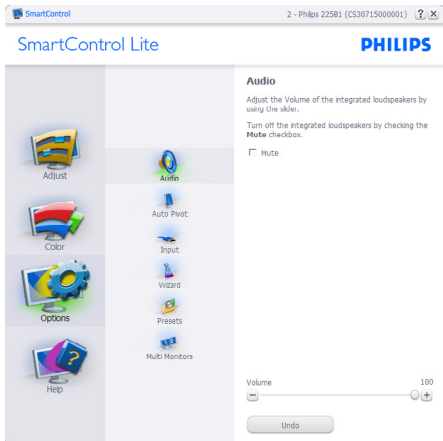 SmartControl
2 - Philips 225B1 (CS30715000001)
? X
SmartControl Lite
PHILIPS
Adjust
Color
Options
Help
Audio
Auto Pivot
Input
Wizard
Presets
Multi Monitors
Audio
Adjust the Volume of the integrated loudspeakers by
using the slider.
Turn off the integrated loudspeakers by checking the
Mute checkbox.
Mute
Volume
100
Undo